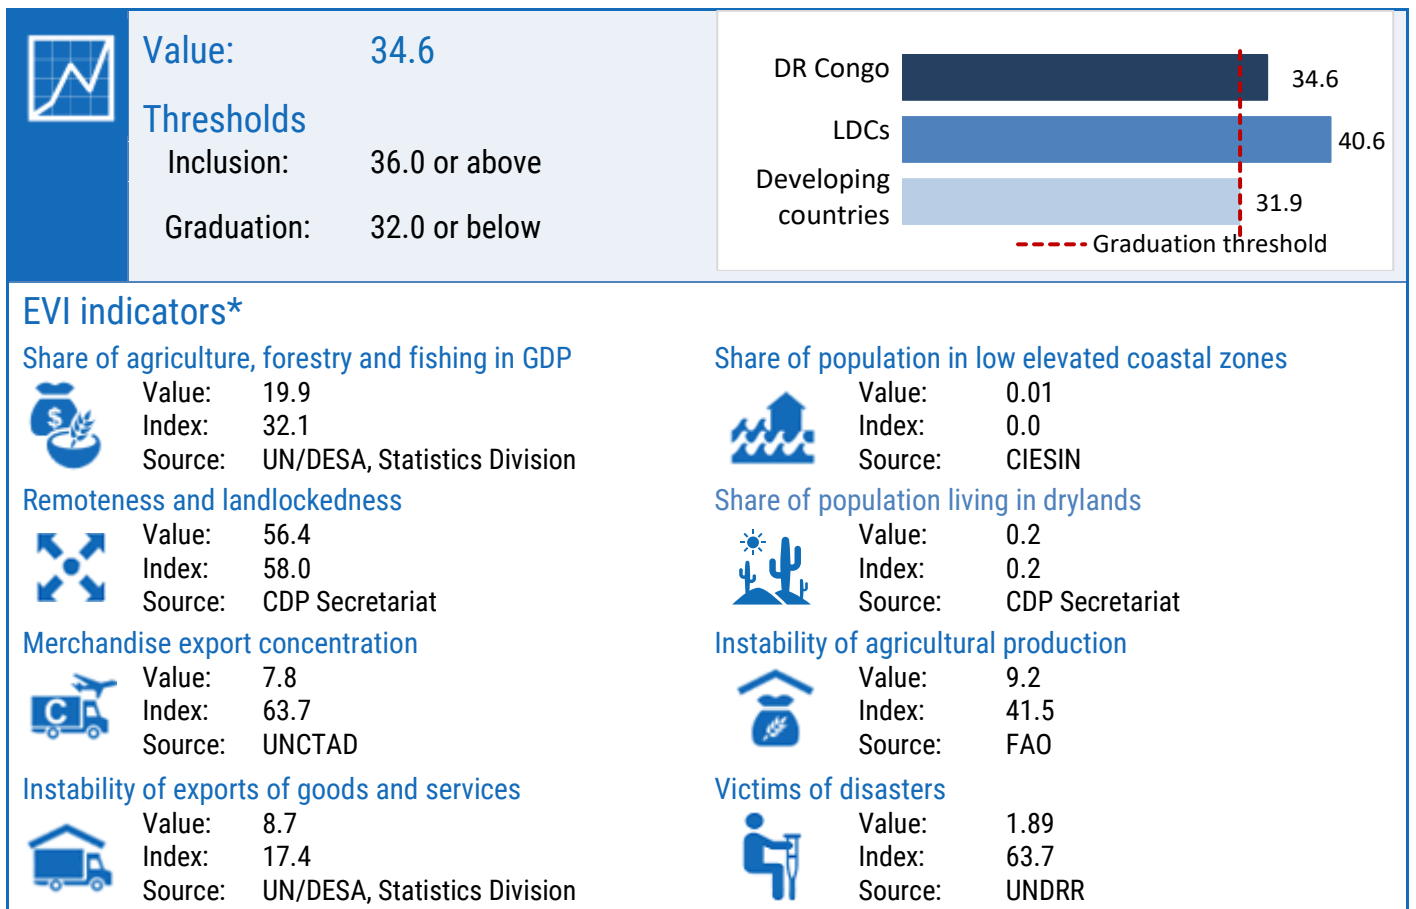 Value: 34.6
Thresholds
Inclusion: 36.0 or above
Graduation: 32.0 or below
DR Congo 34.6
LDCs 40.6
Developing
countries 31.9
Graduation threshold
EVI indicators*
Share of agriculture, forestry and fishing in GDP
$
Value: 19.9
Index: 32.1
Source: UN/DESA, Statistics Division
Share of population in low elevated coastal zones
Value: 0.01
Index: 0.0
Source: CIESIN
Remoteness and landlockedness
Value: 56.4
Index: 58.0
Source: CDP Secretariat
Share of population living in drylands
Value: 0.2
Index: 0.2
Source: CDP Secretariat
Merchandise export concentration
C
Value: 7.8
Index: 63.7
Source: UNCTAD
Instability of agricultural production
Value: 9.2
Index: 41.5
Source: FAO
Instability of exports of goods and services
Value: 8.7
Index: 17.4
Source: UN/DESA, Statistics Division
Victims of disasters
Value: 1.89
Index: 63.7
Source: UNDRR